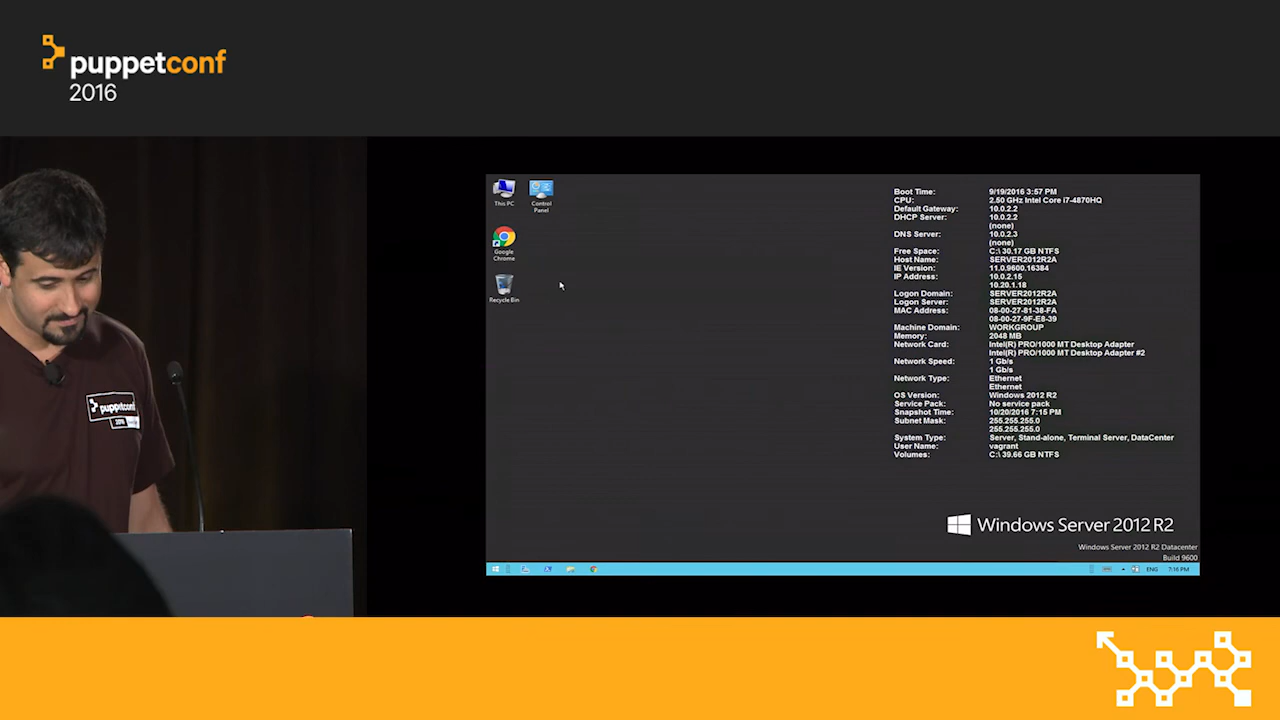 puppetconf
2016
This PC
Control
Panel
Google
Chrome
Recycle Bin
Boot Time: 9/19/2016 3:57 PM
CPU: 2.50 GHz Intel Core i7-4870HQ
Default Gateway: 10.0.2.2
DHCP Server: 10.0.2.2
(none)
DNS Server: 10.0.2.3
(none)
Free Space: C:\ 30.17 GB NTFS
Host Name: SERVER2012R2A
IE Version: 11.0.9600.16384
IP Address: 10.0.2.15
10.20.1.18
Logon Domain: SERVER2012R2A
Logon Server: SERVER2012R2A
MAC Address: 08-00-27-81-38-FA
08-00-27-9F-E8-39
Machine Domain: WORKGROUP
Memory: 2048 MB
Network Card: Intel(R) PRO/1000 MT Desktop Adapter
Intel(R) PRO/1000 MT Desktop Adapter #2
Network Speed: 1 Gb/s
1 Gb/s
Network Type: Ethernet
Ethernet
OS Version: Windows 2012 R2
Service Pack: No service pack
Snapshot Time: 10/20/2016 7:15 PM
Subnet Mask: 255.255.255.0
255.255.255.0
System Type: Server, Stand-alone, Terminal Server, DataCenter
User Name: vagrant
Volumes: C:\ 39.66 GB NTFS
Windows Server 2012 R2
Windows Server 2012 R2 Datacenter
Build 9600
ENG 7:16 PM
puppetconf
2016